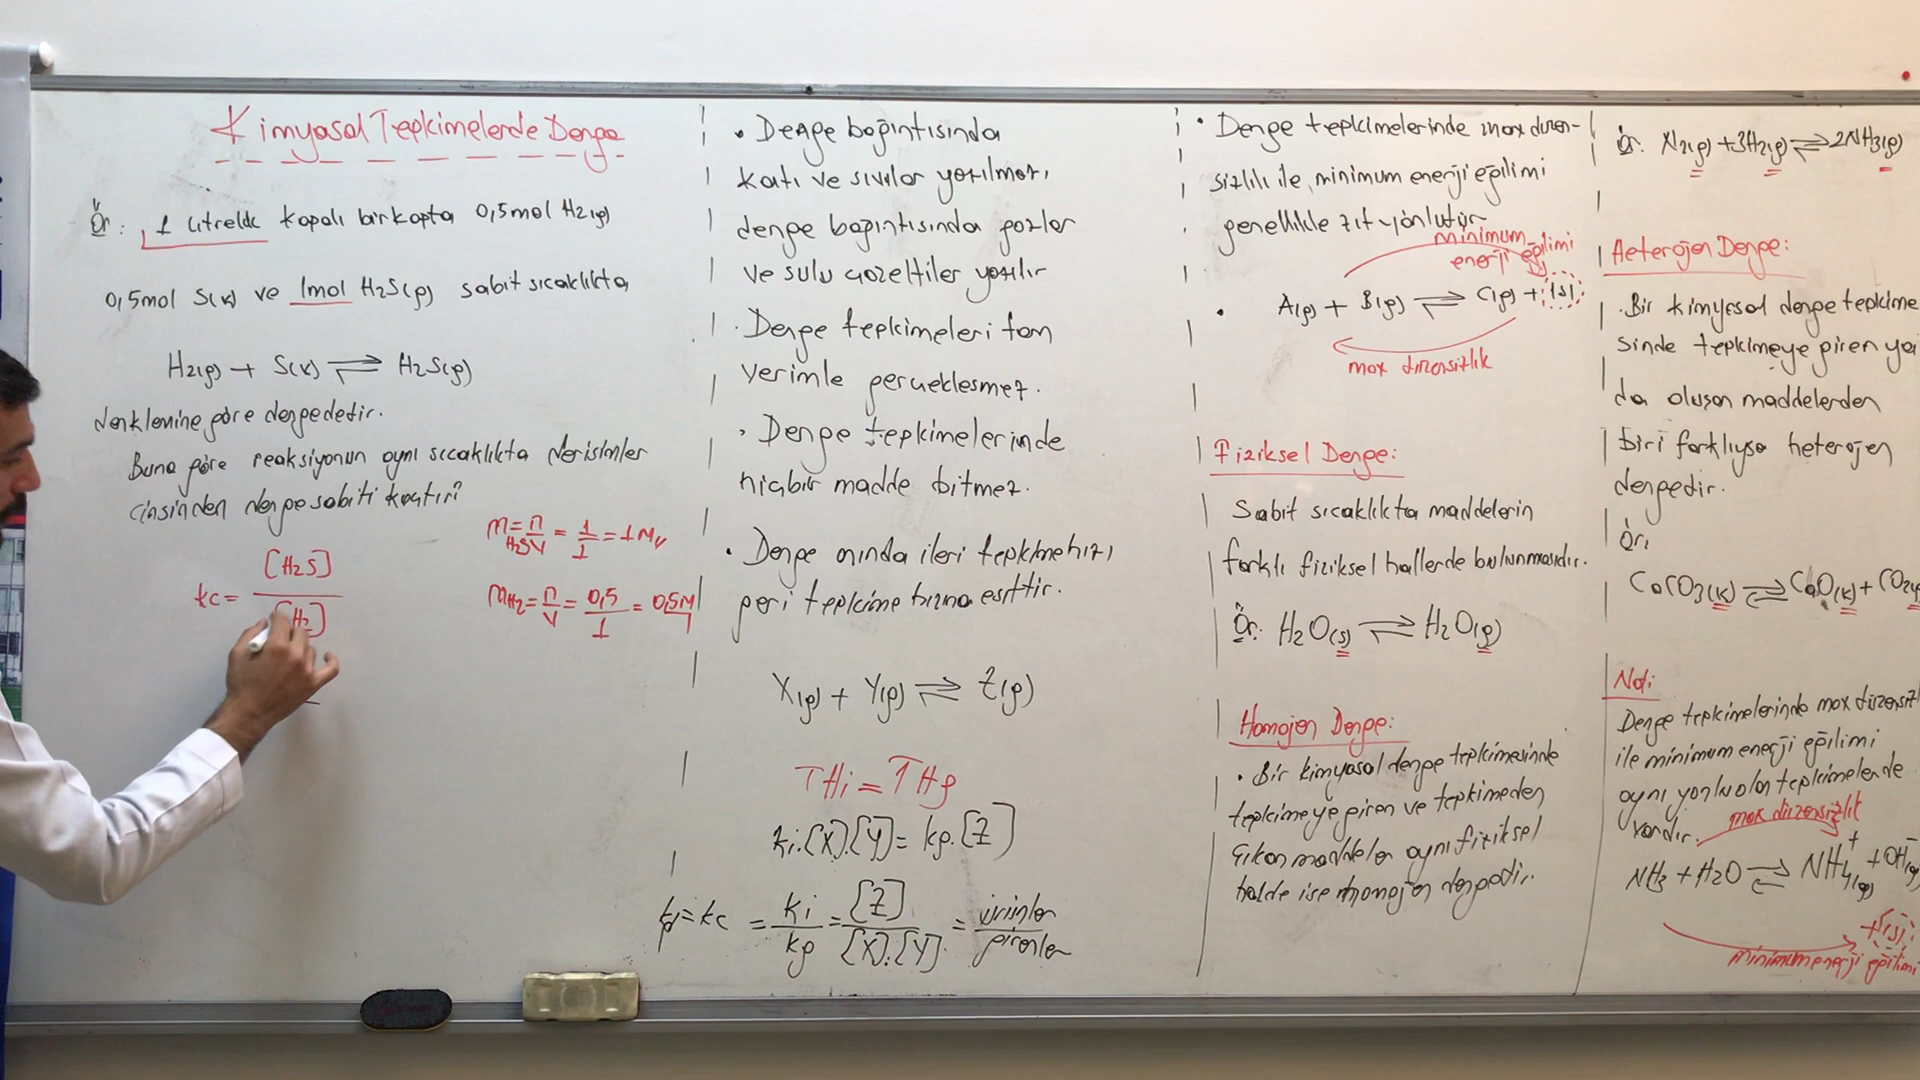 Kimyasal Tepkimelerde Denge
Ör: 1 Litrelik kapalı bir kapta 0,5mol H2(g)
0,5mol S(k) ve 1mol H2S(g) sabit sıcaklıkta
H2(g) + S(k) ⇌ H2S(g)
denklemine göre dengededir.
Buna göre reaksiyonun aynı sıcaklıkta derişimler
cinsinden denge sabiti kaçtır?
M=n/V = 1/1 = 1M
H2S
kc = [H2S]/[H2]
MH2 = n/V = 0,5/1 = 0,5M
• Denge bağıntısında
katı ve sıvılar yazılmaz,
denge bağıntısında gazlar
ve sulu çözeltiler yazılır
. Denge tepkimeleri tam
verimle gerçekleşmez.
. Denge tepkimelerinde
hiçbir madde bitmez.
• Denge anında ileri tepkime hızı,
geri tepkime hızına eşittir.
X(g) + Y(g) ⇌ Z(g)
THi = THg
ki.[X].[Y] = kg.[Z]
kd = kc = ki/kg = [Z]/[X].[Y] = ürünler/girenler
• Denge tepkimelerinde max düzen-
sizlik ile, minimum enerji eğilimi
genellikle zıt yönlüdür
minimum
enerji eğilimi
• A(g) + B(g) ⇌ C(g) + ısı
max düzensizlik
Fiziksel Denge:
Sabit sıcaklıkta maddelerin
farklı fiziksel hallerde bulunmasıdır.
Ör: H2O(s) ⇌ H2O(g)
Homojen Denge:
• Bir kimyasal denge tepkimesinde
tepkimeye giren ve tepkimeden
çıkan maddeler aynı fiziksel
halde ise homojen dengedir.
Ör: N2(g) + 3H2(g) ⇌ 2NH3(g)
Heterojen Denge:
. Bir kimyasal denge tepkime
sinde tepkimeye giren ya
da oluşan maddelerden
biri farklıysa heterojen
dengedir.
Ör:
CaCO3(k) ⇌ CaO(k) + CO2(g
Not:
Denge tepkimelerinde max düzensizl
ile minimum enerji eğilimi
aynı yönlü olan tepkimelerde
vardır.
max düzensizlik
NH3 + H2O ⇌ NH4+(g) + OH-(g)
+ısı
minimum enerji eğilimi